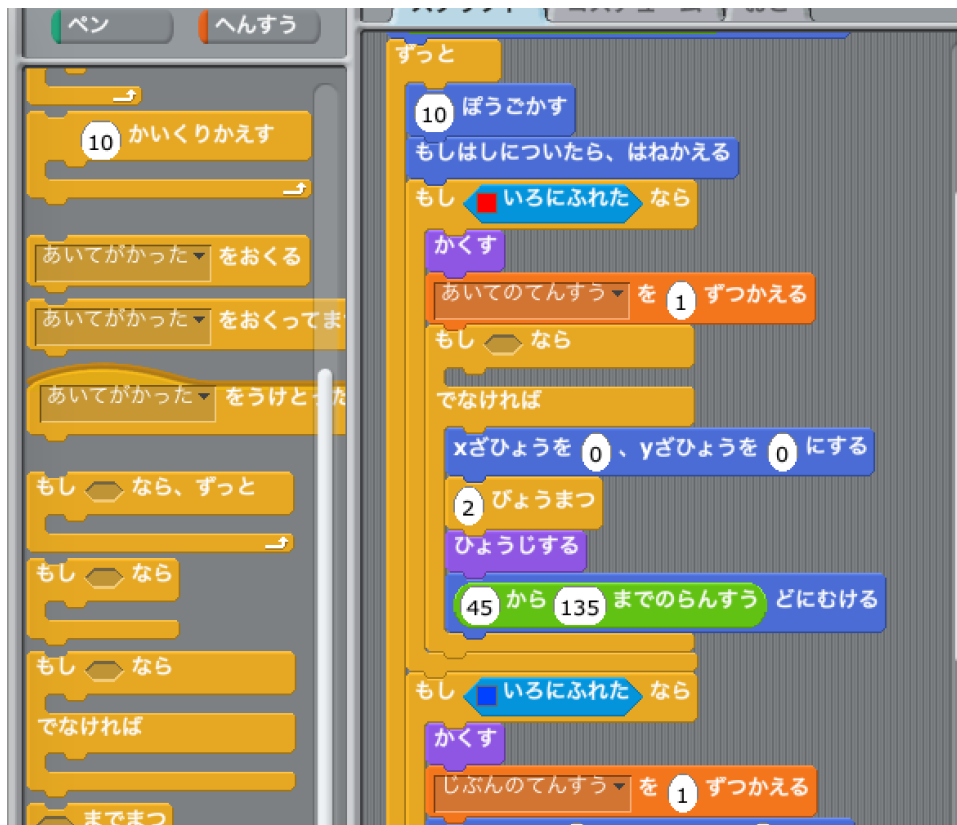 ペン へんすう
10 かいくりかえす
あいてがかった をおくる
あいてがかった をおくってま
あいてがかった をうけとった
もし なら、ずっと
もし なら
もし なら
でなければ
までまつ
ずっと
10 ぽうごかす
もしはしについたら、はねかえる
もし いろにふれた なら
かくす
あいてのてんすう を 1 ずつかえる
もし なら
でなければ
xざひょうを 0 、yざひょうを 0 にする
2 びょうまつ
ひょうじする
45 から 135 までのらんすう どにむける
もし いろにふれた なら
かくす
じぶんのてんすう を 1 ずつかえる